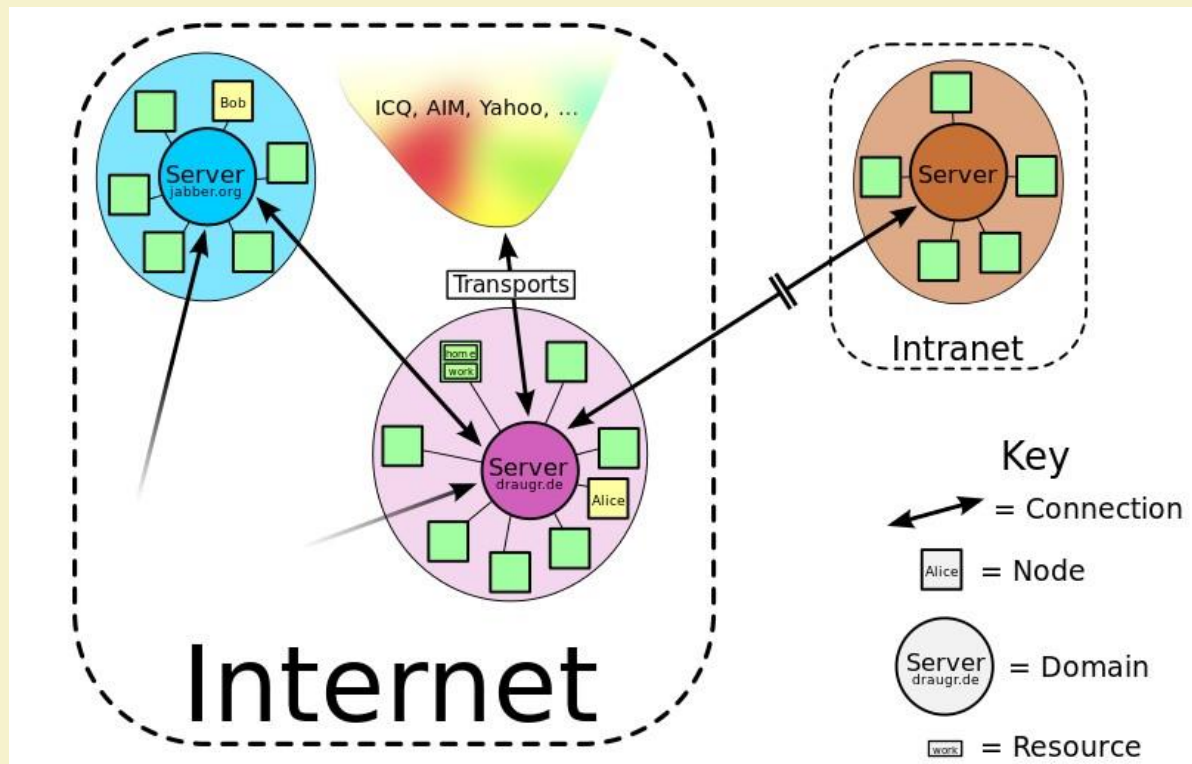 Bob
Server
jabber.org
ICQ, AIM, Yahoo, ...
Server
Transports
home
work
Intranet
Server
draugr.de
Alice
Internet
Key
= Connection
Alice
= Node
Server
draugr.de
= Domain
work
= Resource